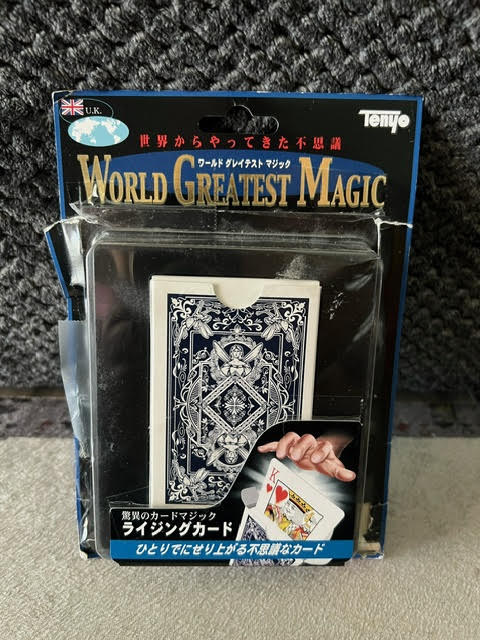 U.K.
Tenyo
世界からやってきた不思議
ワールド グレイテスト マジック
WORLD GREATEST MAGIC
K
驚異のカードマジック
ライジングカード
ひとりでにせり上がる不思議なカード